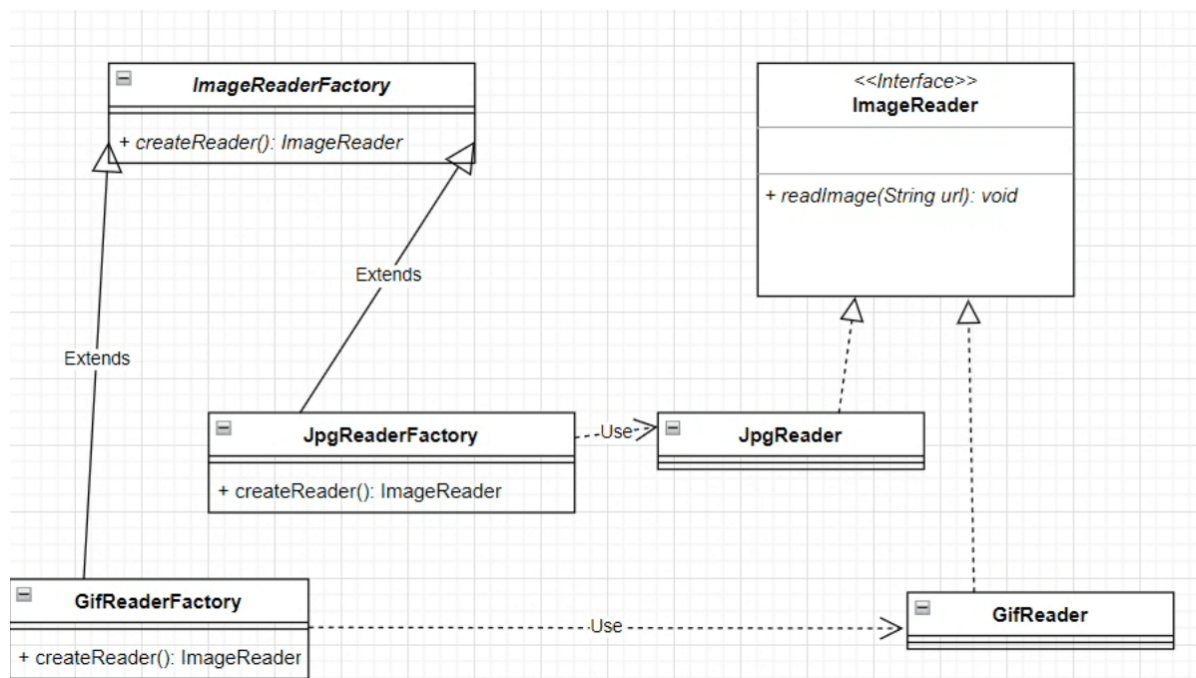 ImageReaderFactory
+ createReader(): ImageReader
<<Interface>>
ImageReader
+ readImage(String url): void
Extends
Extends
JpgReaderFactory
+ createReader(): ImageReader
Use
JpgReader
GifReaderFactory
+ createReader(): ImageReader
Use
GifReader